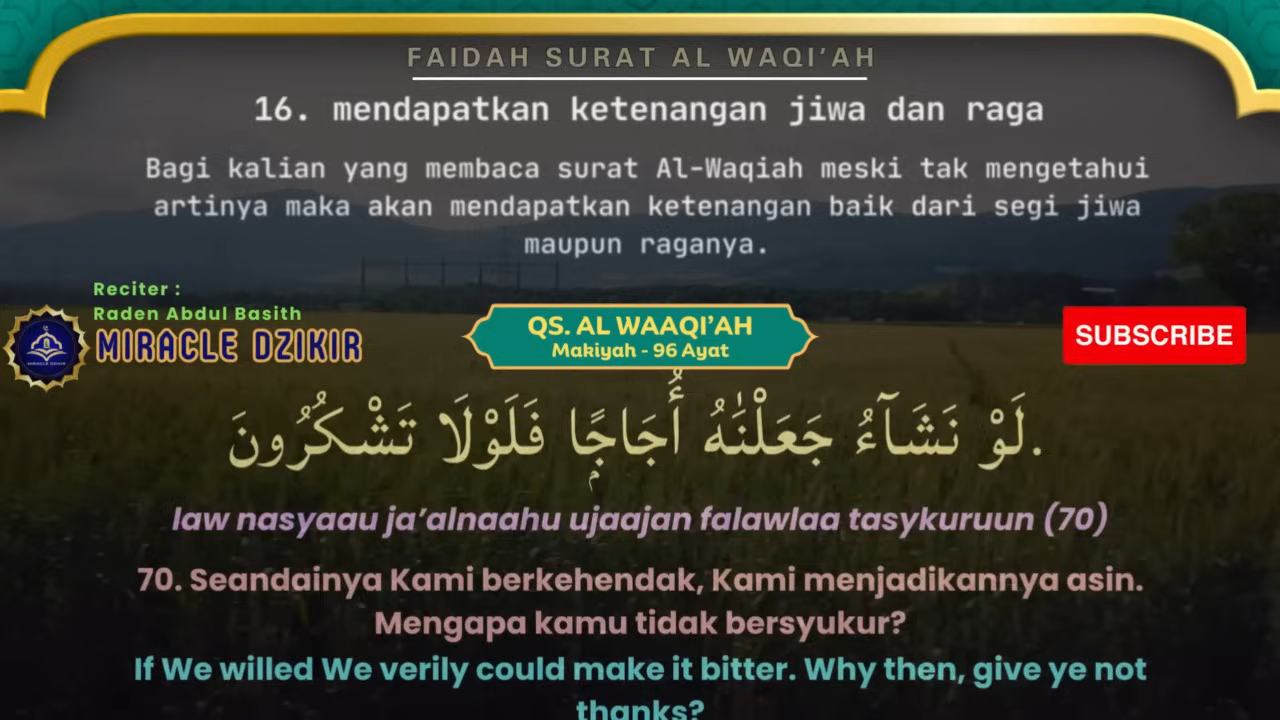 FAIDAH SURAT AL WAQI’AH
16. mendapatkan ketenangan jiwa dan raga
Bagi kalian yang membaca surat Al-Waqiah meski tak mengetahui
artinya maka akan mendapatkan ketenangan baik dari segi jiwa
maupun raganya.
Reciter :
Raden Abdul Basith
MIRACLE DZIKIR
QS. AL WAAQI’AH
Makiyah - 96 Ayat
SUBSCRIBE
لَوْ نَشَاۤءُ جَعَلْنٰهُ أُجَاجًۭا فَلَوْلَا تَشْكُرُونَ.
law nasyaau ja’alnaahu ujaajan falawlaa tasykuruun (70)
70. Seandainya Kami berkehendak, Kami menjadikannya asin.
Mengapa kamu tidak bersyukur?
If We willed We verily could make it bitter. Why then, give ye not
thanks?